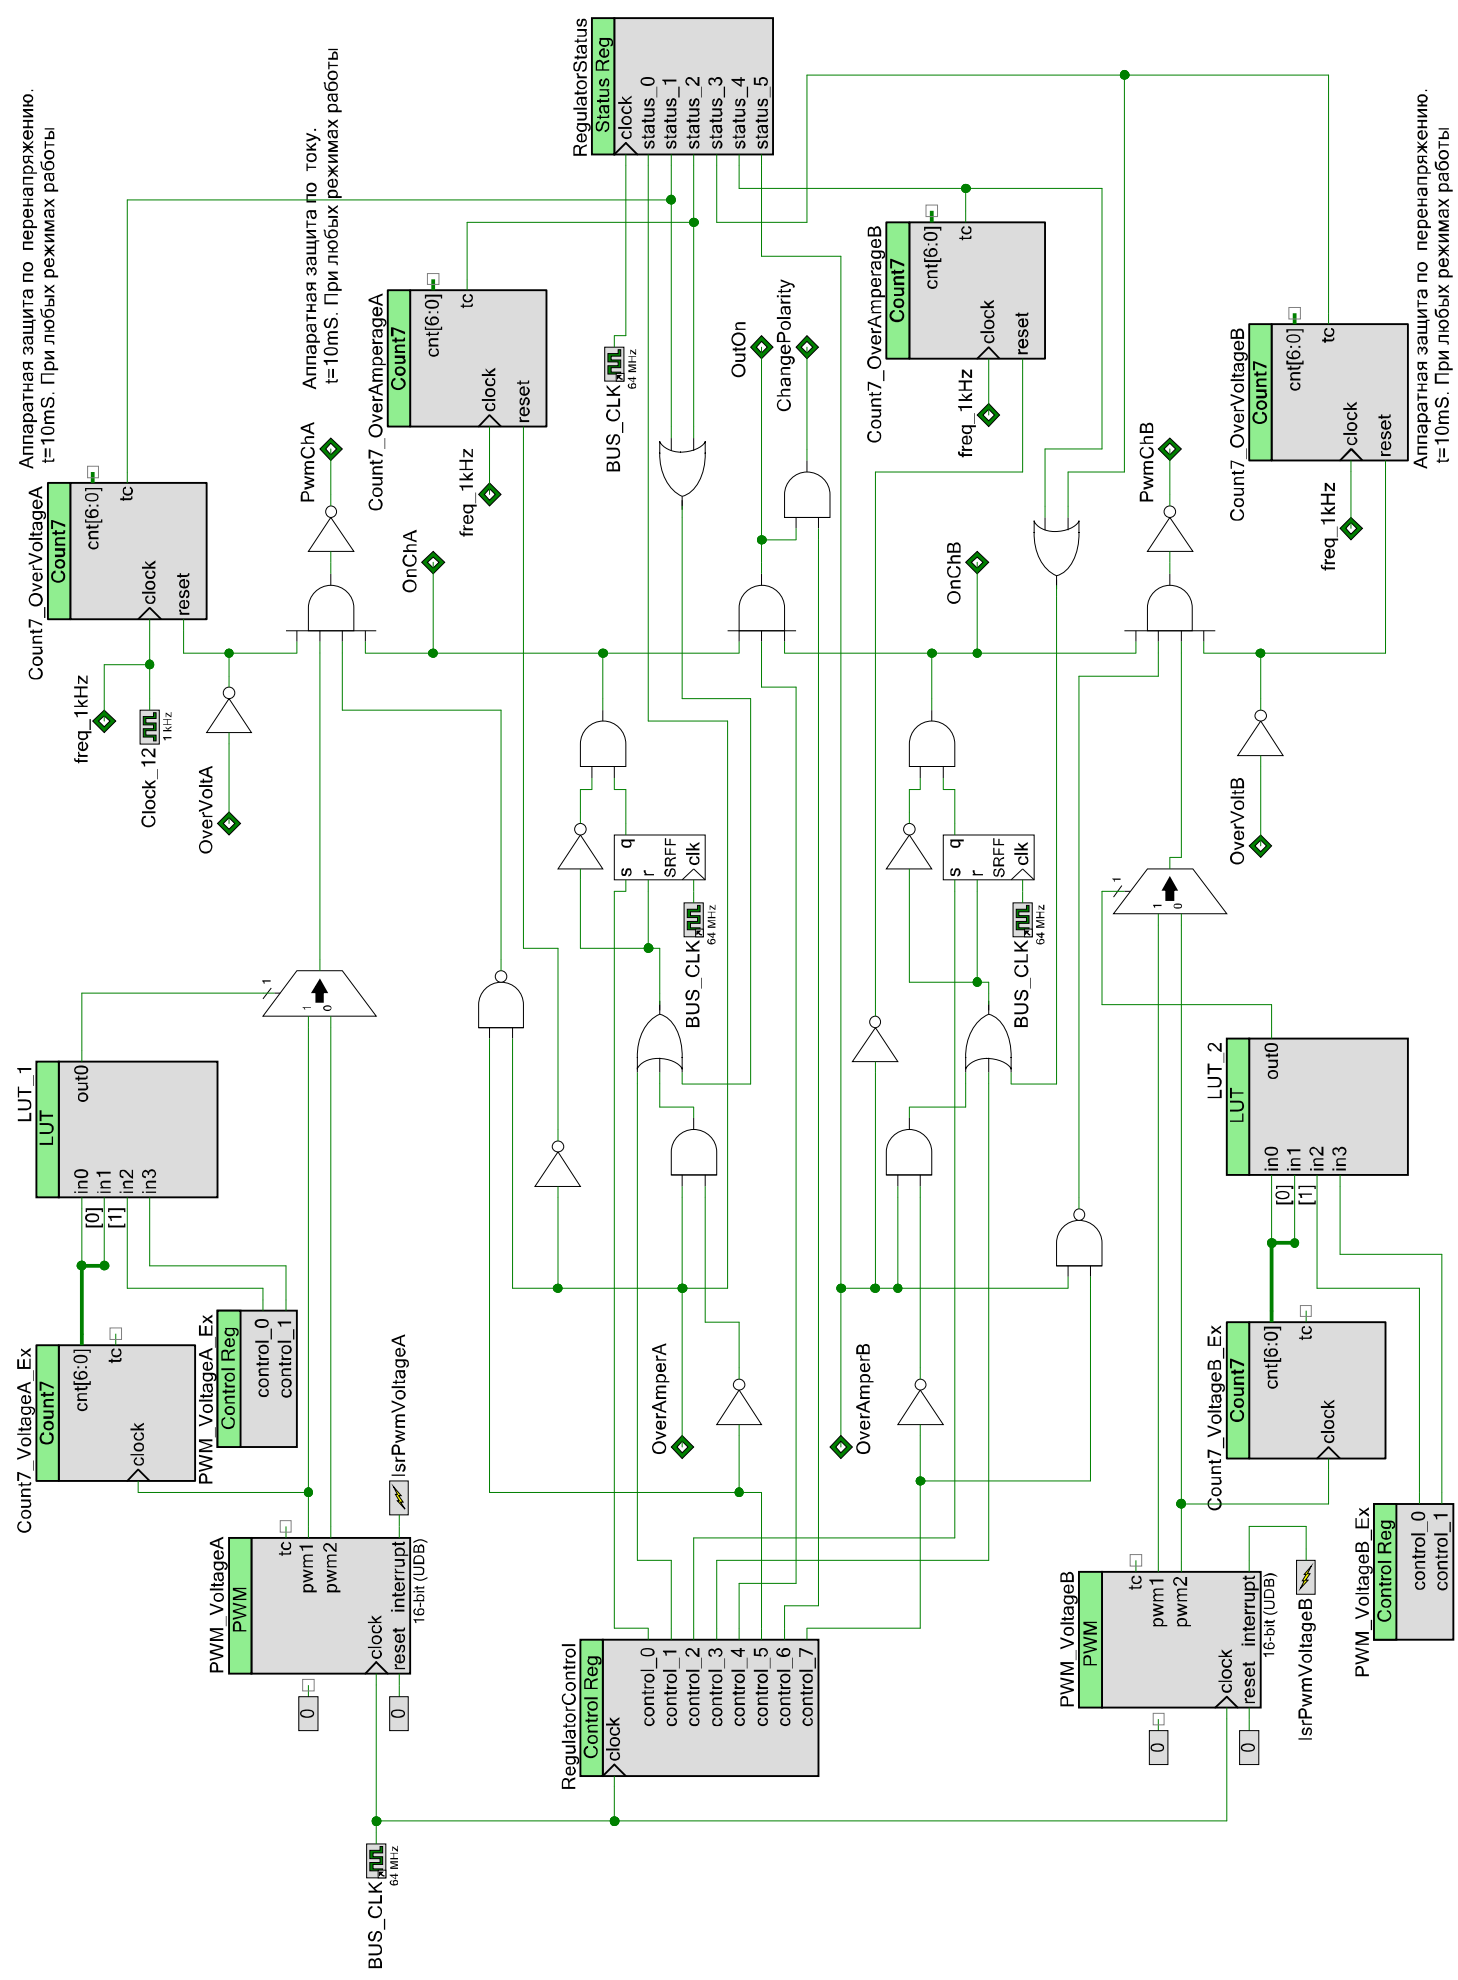 Аппаратная защита по перенапряжению.
t=10mS. При любых режимах работы
Count7_OverVoltageA
Count7
cnt[6:0]
tc
clock
reset
freq_1kHz
Clock_12
1 kHz
OverVoltA
PwmChA
Аппаратная защита по току.
t=10mS. При любых режимах работы
Count7_OverAmperageA
Count7
cnt[6:0]
tc
clock
reset
freq_1kHz
OnChA
RegulatorStatus
Status Reg
clock
status_0
status_1
status_2
status_3
status_4
status_5
BUS_CLK
64 MHz
OutOn
ChangePolarity
Count7_OverAmperageB
Count7
cnt[6:0]
tc
clock
reset
freq_1kHz
OnChB
PwmChB
Count7_OverVoltageB
Count7
cnt[6:0]
tc
clock
reset
freq_1kHz
Аппаратная защита по перенапряжению.
t=10mS. При любых режимах работы
OverVoltB
s
q
r
SRFF
clk
BUS_CLK
64 MHz
s
q
r
SRFF
clk
BUS_CLK
64 MHz
1
1
0
1
1
0
LUT_1
LUT
out0
in0
in1
in2
in3
[0]
[1]
Count7_VoltageA_Ex
Count7
cnt[6:0]
tc
clock
PWM_VoltageA_Ex
Control Reg
control_0
control_1
PWM_VoltageA
PWM
tc
pwm1
pwm2
clock
reset
interrupt
16-bit (UDB)
IsrPwmVoltageA
0
0
OverAmperA
OverAmperB
RegulatorControl
Control Reg
clock
control_0
control_1
control_2
control_3
control_4
control_5
control_6
control_7
BUS_CLK
64 MHz
LUT_2
LUT
out0
in0
in1
in2
in3
[0]
[1]
Count7_VoltageB_Ex
Count7
cnt[6:0]
tc
clock
PWM_VoltageB_Ex
Control Reg
control_0
control_1
PWM_VoltageB
PWM
tc
pwm1
pwm2
clock
reset
interrupt
16-bit (UDB)
IsrPwmVoltageB
0
0